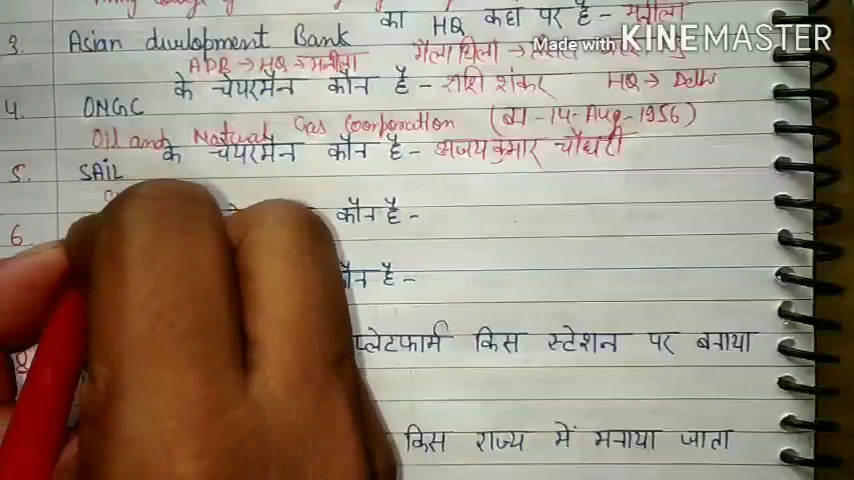 का HQ कहा पर है - मनीला
3. Asian development Bank
ADB → HQ → मनीला
4. ONGC के चेयरमैन कौन है - शशि शंकर HQ → Delhi
Oil and Natural Gas Coorporation (बना - 14 - Aug - 1956)
5. SAIL के चेयरमैन कौन है - अजय कुमार चौधरी
6. कौन है -
कौन है -
प्लेटफार्म किस स्टेशन पर बनाया
8
किस राज्य में मनाया जाता
Made with KINEMASTER